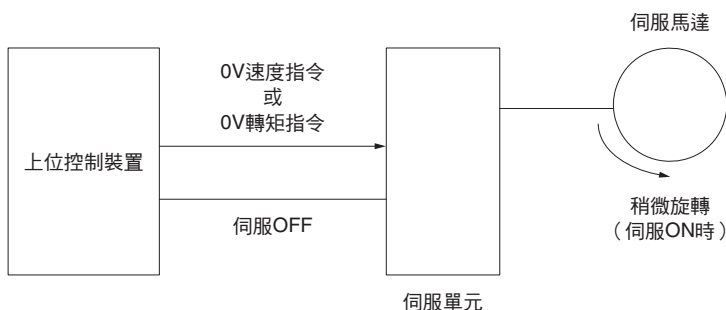 伺服馬達
0V速度指令
或
0V轉矩指令
上位控制裝置
伺服OFF
稍微旋轉
（伺服ON時）
伺服單元